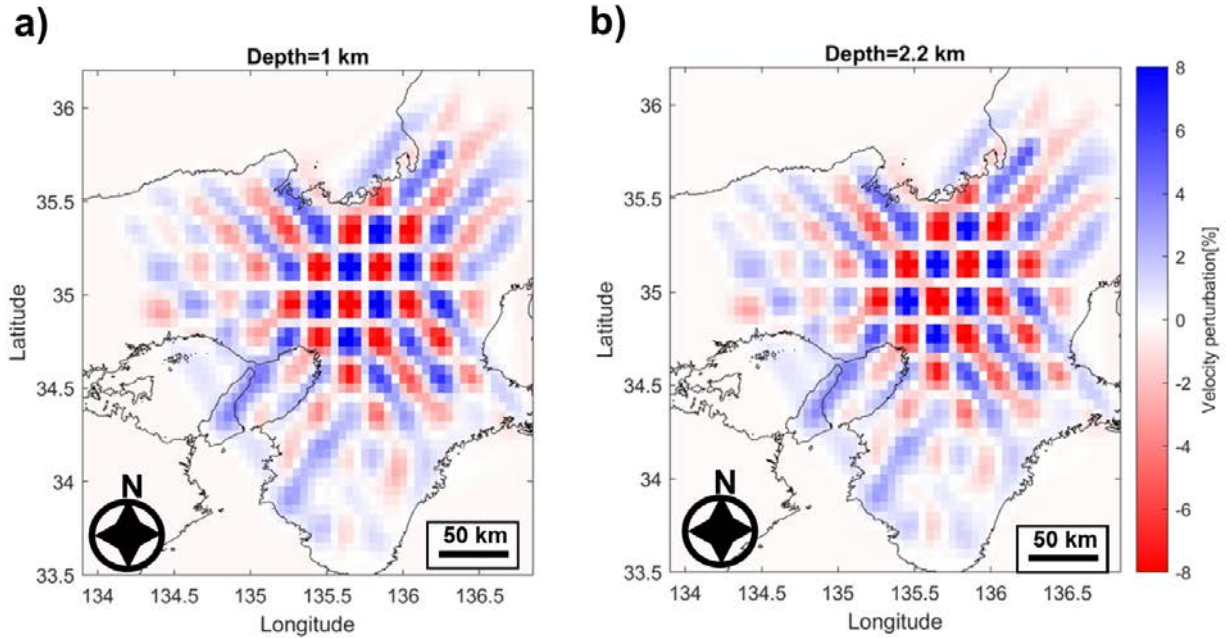 a)
Depth=1 km
36
35.5
35
34.5
34
33.5
134
134.5
135
135.5
136
136.5
Latitude
Longitude
N
50 km
b)
Depth=2.2 km
36
35.5
35
34.5
34
33.5
134
134.5
135
135.5
136
136.5
Latitude
Longitude
N
50 km
8
6
4
2
0
-2
-4
-6
-8
Velocity perturbation[%]